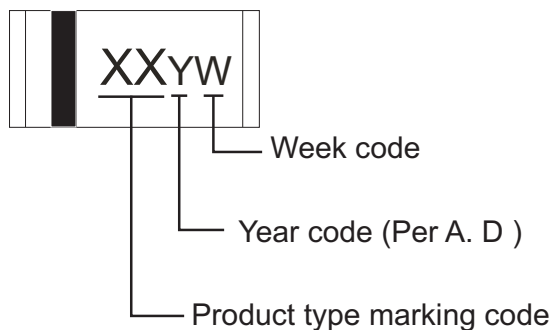 XXYW
Week code
Year code (Per A. D )
Product type marking code